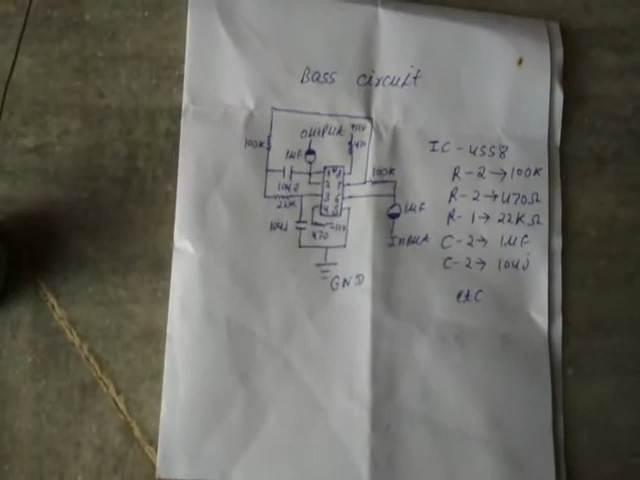 Bass circuit
output
100K
1MF
470
100K
104J
22K
104J
470
1MF
Input
GND
IC-4558
R-2→100K
R-2→470Ω
R-1→22KΩ
C-2→1MF
C-2→104J